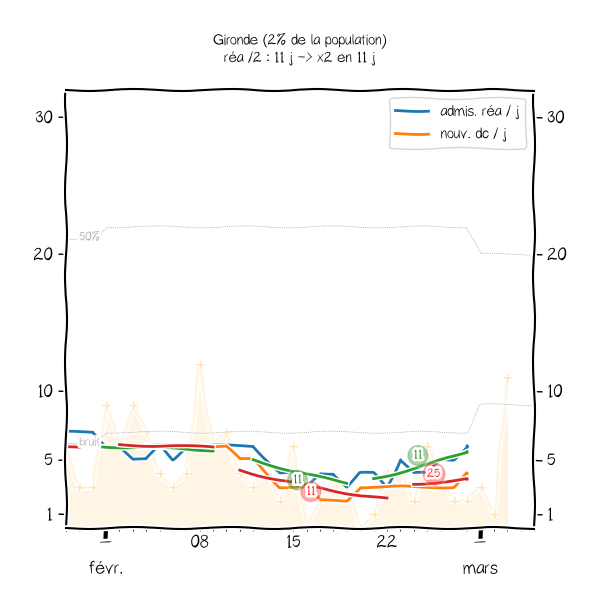 Gironde (2% de la population)
réa /2 : 11 j -> x2 en 11 j
admis. réa / j
nouv. dc / j
30
30
50%
20
20
10
10
bruit
5
5
11
25
11
11
1
1
08
15
22
févr.
mars